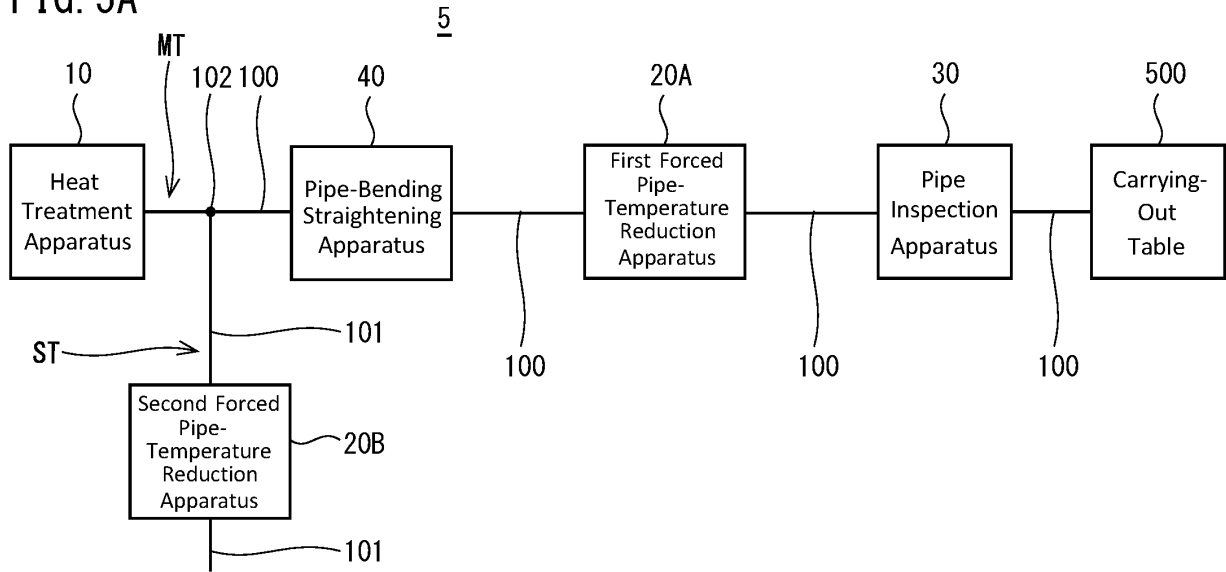 FIG. 5A
5
MT
10
102
100
40
20A
30
500
Heat
Treatment
Apparatus
Pipe-Bending
Straightening
Apparatus
First Forced
Pipe-
Temperature
Reduction
Apparatus
Pipe
Inspection
Apparatus
Carrying-
Out
Table
101
ST
100
100
100
Second Forced
Pipe-
Temperature
Reduction
Apparatus
20B
101